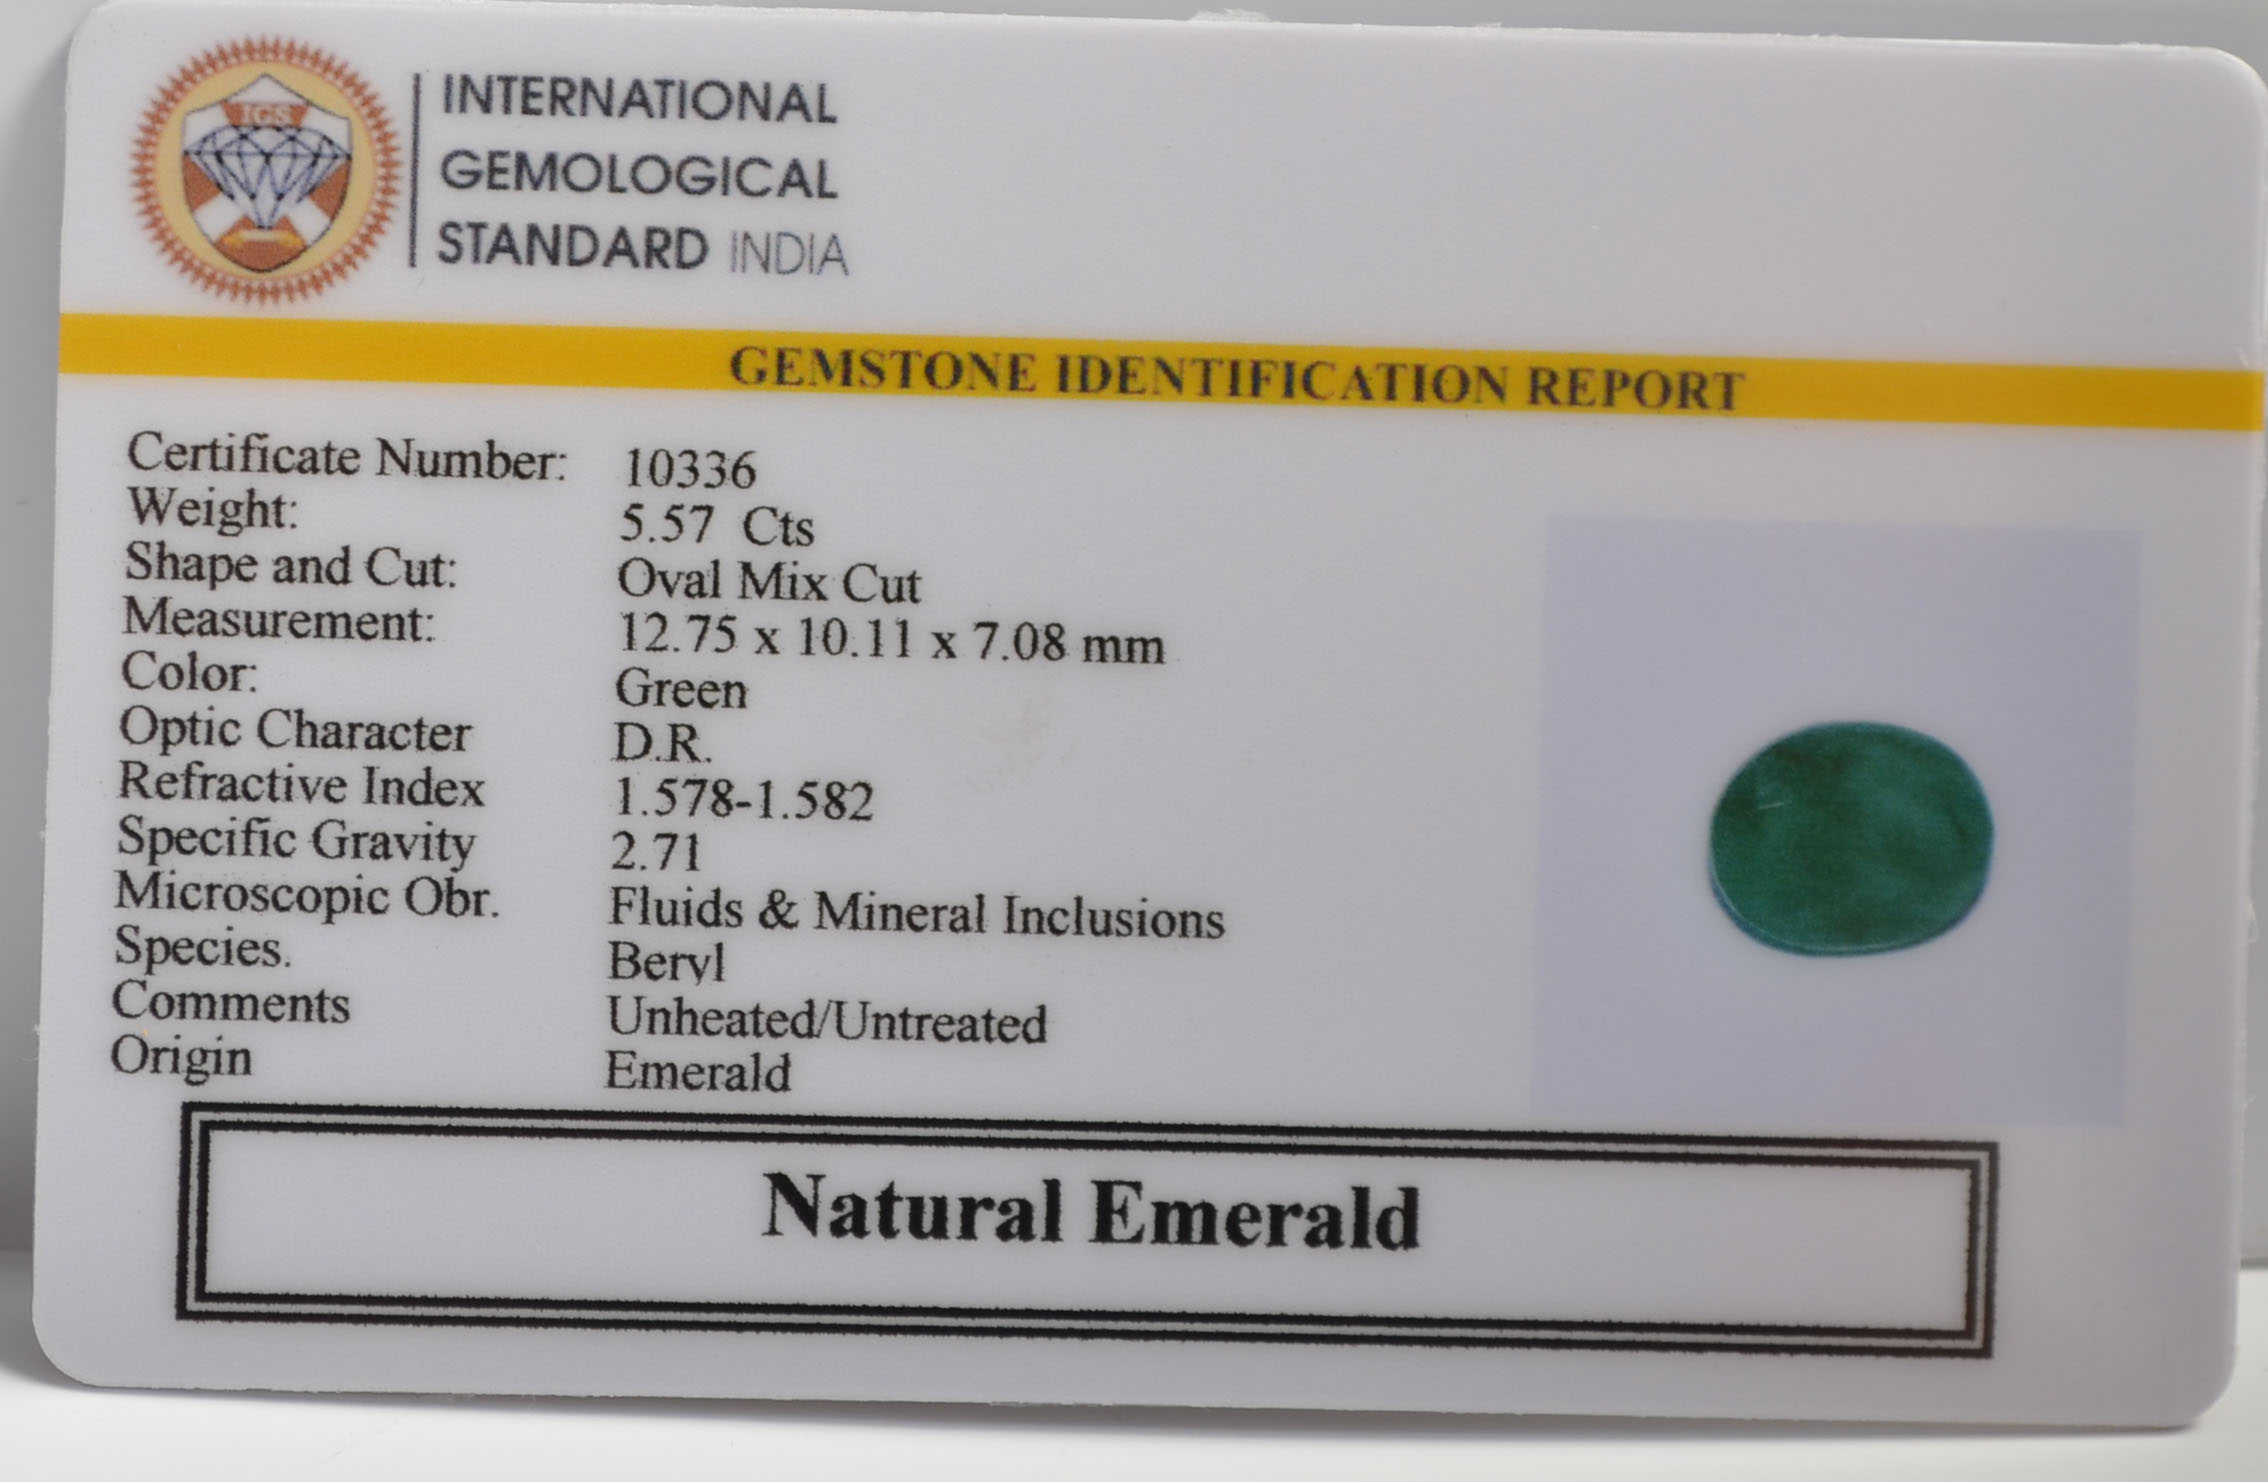 IGS
INTERNATIONAL
GEMOLOGICAL
STANDARD INDIA
GEMSTONE IDENTIFICATION REPORT
Certificate Number: 10336
Weight: 5.57 Cts
Shape and Cut: Oval Mix Cut
Measurement: 12.75 x 10.11 x 7.08 mm
Color: Green
Optic Character D.R.
Refractive Index 1.578-1.582
Specific Gravity 2.71
Microscopic Obr. Fluids & Mineral Inclusions
Species. Beryl
Comments Unheated/Untreated
Origin Emerald
Natural Emerald